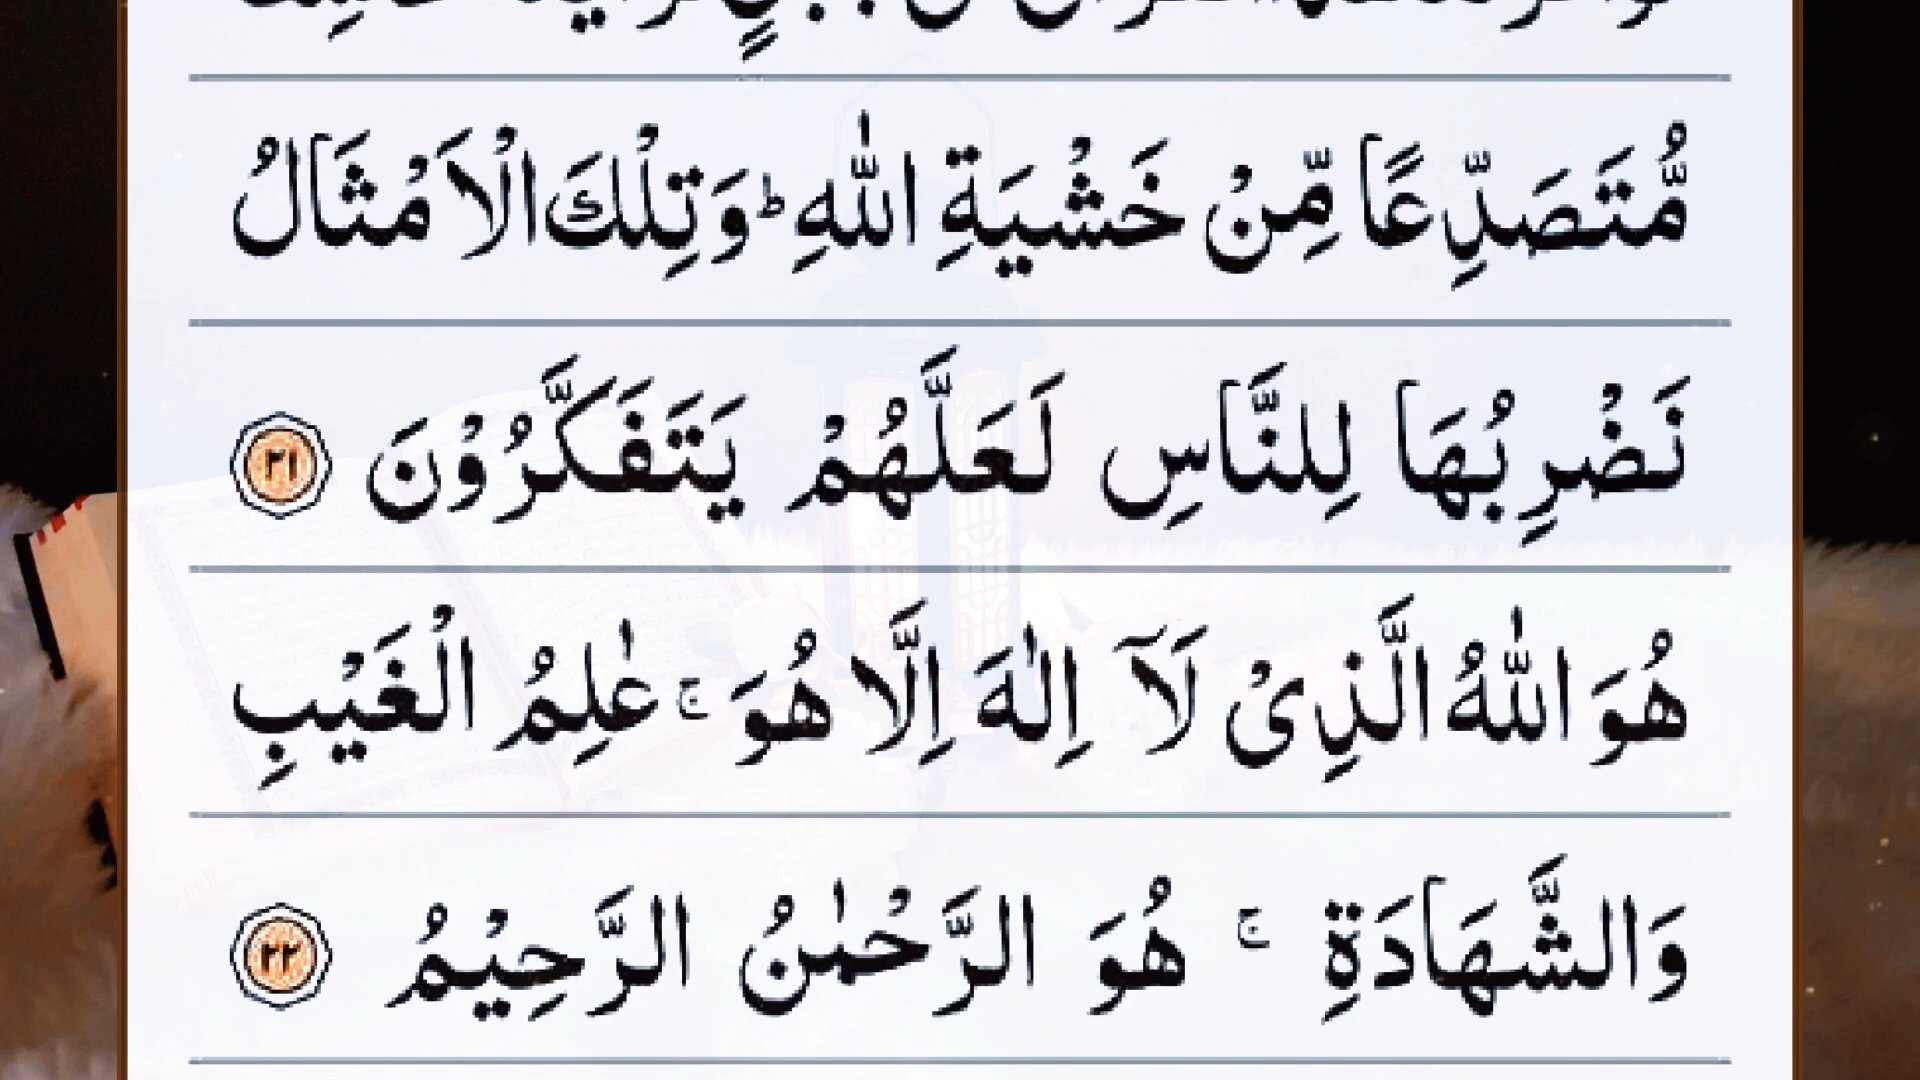 مُّتَصَدِّعًا مِّنْ خَشْيَةِ اللّٰهِ ؕ وَتِلْكَ الْاَمْثَالُ
نَضْرِبُهَا لِلنَّاسِ لَعَلَّهُمْ يَتَفَكَّرُوْنَ ٢١
هُوَ اللّٰهُ الَّذِىْ لَاۤ اِلٰهَ اِلَّا هُوَ ۚ عٰلِمُ الْغَيْبِ
وَالشَّهَادَةِ ۚ هُوَ الرَّحْمٰنُ الرَّحِيْمُ ٢٢